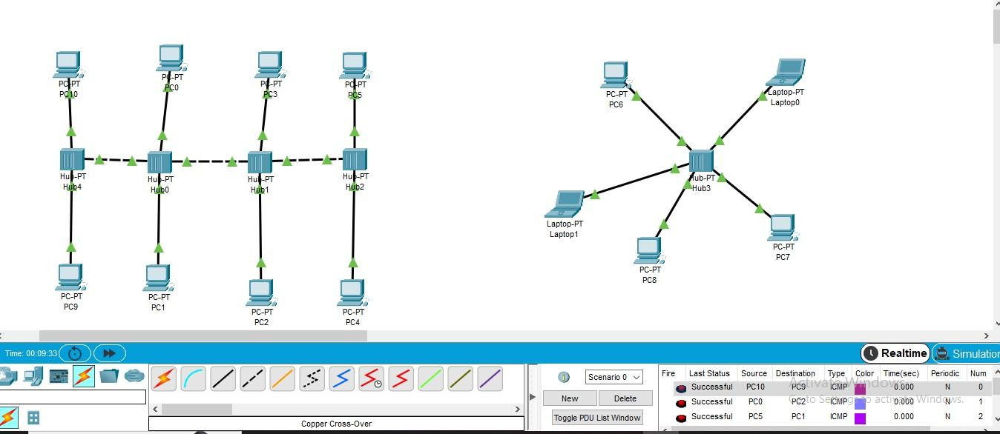 PC-PT
PC10
PC-PT
PC0
PC-PT
PC3
PC-PT
PC5
Hub-PT
Hub4
Hub-PT
Hub0
Hub-PT
Hub1
Hub-PT
Hub2
PC-PT
PC9
PC-PT
PC1
PC-PT
PC2
PC-PT
PC4
PC-PT
PC6
Laptop-PT
Laptop0
Hub-PT
Hub3
Laptop-PT
Laptop1
PC-PT
PC8
PC-PT
PC7
Time: 00:09:33
Realtime
Simulation
Copper Cross-Over
Scenario 0
New
Delete
Toggle PDU List Window
Fire Last Status Source Destination Type Color Time(sec) Periodic Num
Successful PC10 PC9 ICMP 0.000 N 0
Successful PC0 PC2 ICMP 0.000 N 1
Successful PC5 PC1 ICMP 0.000 N 2
Activate Windows
Go to Settings to activate Windows.